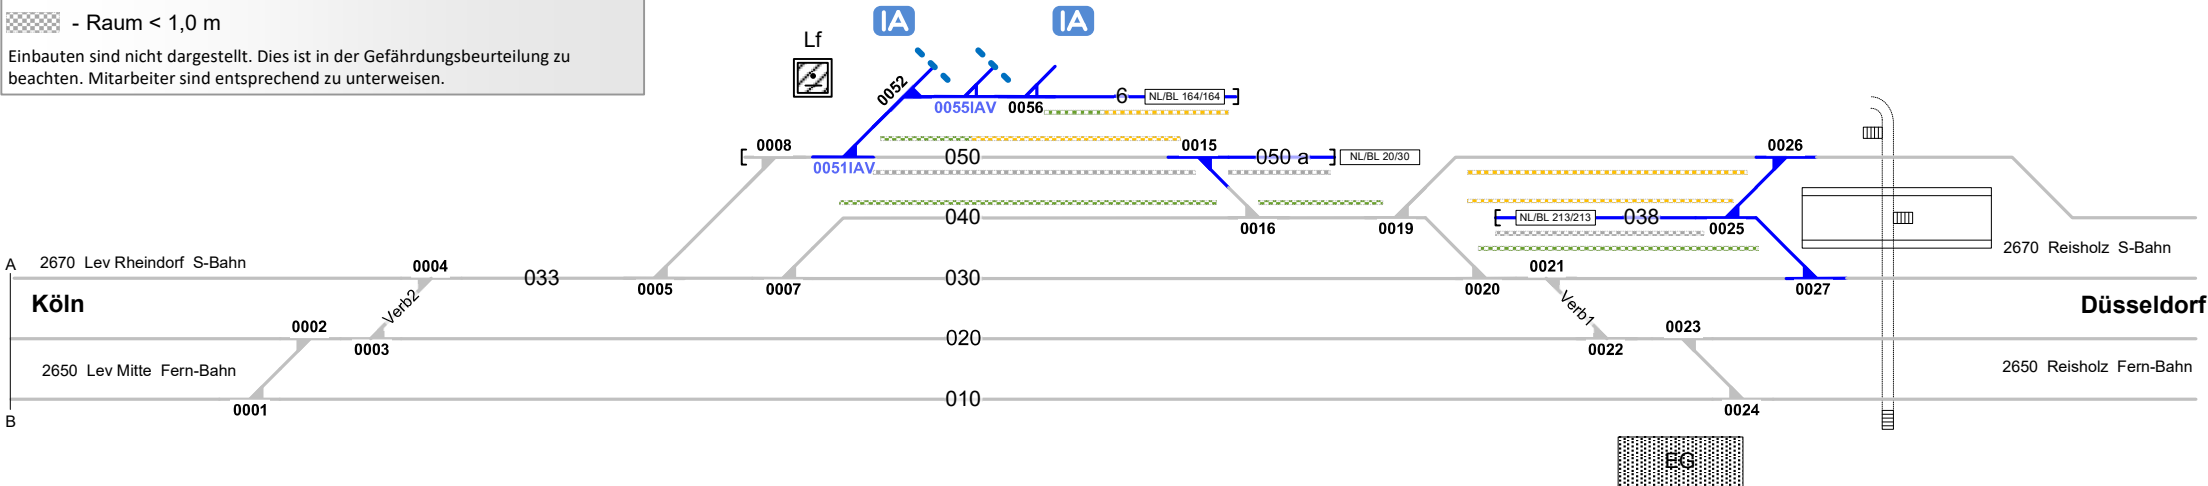 - Raum < 1,0 m
Einbauten sind nicht dargestellt. Dies ist in der Gefährdungsbeurteilung zu
beachten. Mitarbeiter sind entsprechend zu unterweisen.
IA
IA
Lf
0052
0055IAV
0056
6
NL/BL 164/164
0008
0051IAV
050
0015
050 a
NL/BL 20/30
0026
040
0016
0019
NL/BL 213/213
038
0025
2670 Reisholz S-Bahn
A
2670 Lev Rheindorf S-Bahn
0004
033
0005
0007
030
0020
0021
0027
Köln
Verb2
Verb1
Düsseldorf
0002
0003
020
0022
0023
2650 Lev Mitte Fern-Bahn
2650 Reisholz Fern-Bahn
0001
010
0024
B
EG